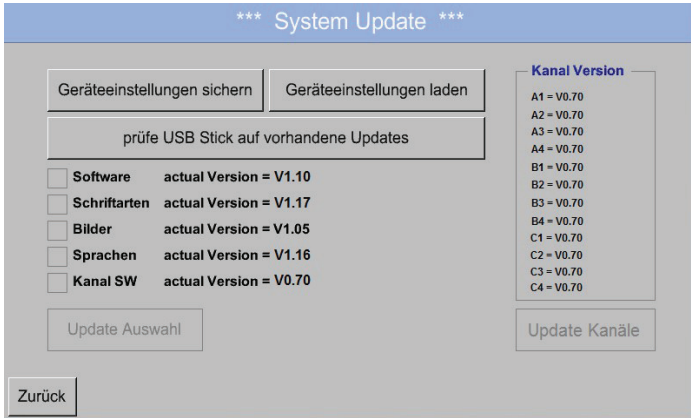 *** System Update ***
Geräteeinstellungen sichern
Geräteeinstellungen laden
prüfe USB Stick auf vorhandene Updates
Software actual Version = V1.10
Schriftarten actual Version = V1.17
Bilder actual Version = V1.05
Sprachen actual Version = V1.16
Kanal SW actual Version = V0.70
Update Auswahl
Kanal Version
A1 = V0.70
A2 = V0.70
A3 = V0.70
A4 = V0.70
B1 = V0.70
B2 = V0.70
B3 = V0.70
B4 = V0.70
C1 = V0.70
C2 = V0.70
C3 = V0.70
C4 = V0.70
Update Kanäle
Zurück